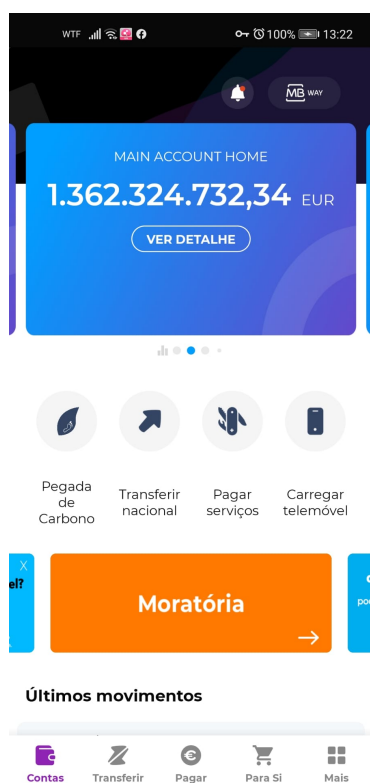 WTF 100% 13:22
MB WAY
MAIN ACCOUNT HOME
1.362.324.732,34 EUR
VER DETALHE
Pegada de Carbono
Transferir nacional
Pagar serviços
Carregar telemóvel
X
el?
Moratória
po
Últimos movimentos
Contas Transferir Pagar Para Si Mais